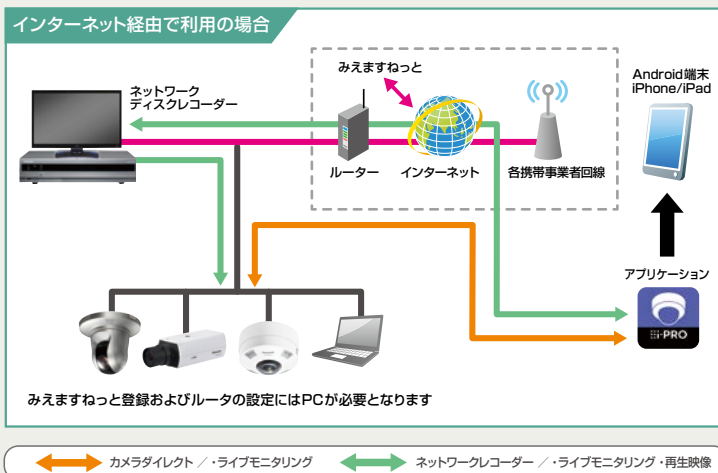 インターネット経由で利用の場合
みえますねっと
ネットワーク
ディスクレコーダー
Android端末
iPhone/iPad
ルーター
インターネット
各携帯事業者回線
アプリケーション
i-PRO
みえますねっと登録およびルータの設定にはPCが必要となります
カメラダイレクト ／ ・ライブモニタリング
ネットワークレコーダー ／ ・ライブモニタリング ・再生映像